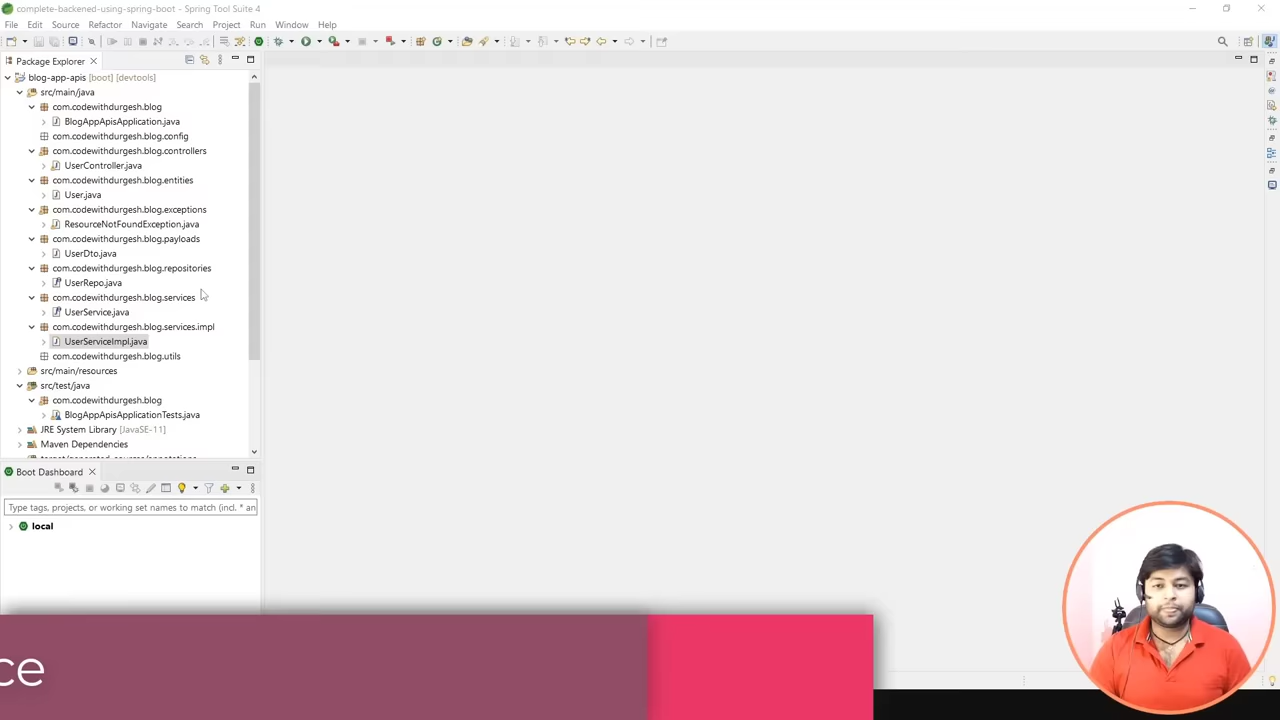 complete-backened-using-spring-boot - Spring Tool Suite 4
File Edit Source Refactor Navigate Search Project Run Window Help
Package Explorer
blog-app-apis [boot] [devtools]
src/main/java
com.codewithdurgesh.blog
BlogAppApisApplication.java
com.codewithdurgesh.blog.config
com.codewithdurgesh.blog.controllers
UserController.java
com.codewithdurgesh.blog.entities
User.java
com.codewithdurgesh.blog.exceptions
ResourceNotFoundException.java
com.codewithdurgesh.blog.payloads
UserDto.java
com.codewithdurgesh.blog.repositories
UserRepo.java
com.codewithdurgesh.blog.services
UserService.java
com.codewithdurgesh.blog.services.impl
UserServiceImpl.java
com.codewithdurgesh.blog.utils
src/main/resources
src/test/java
com.codewithdurgesh.blog
BlogAppApisApplicationTests.java
JRE System Library [JavaSE-11]
Maven Dependencies
target/generated-sources/annotations
Boot Dashboard
Type tags, projects, or working set names to match (incl. * an
local
ce